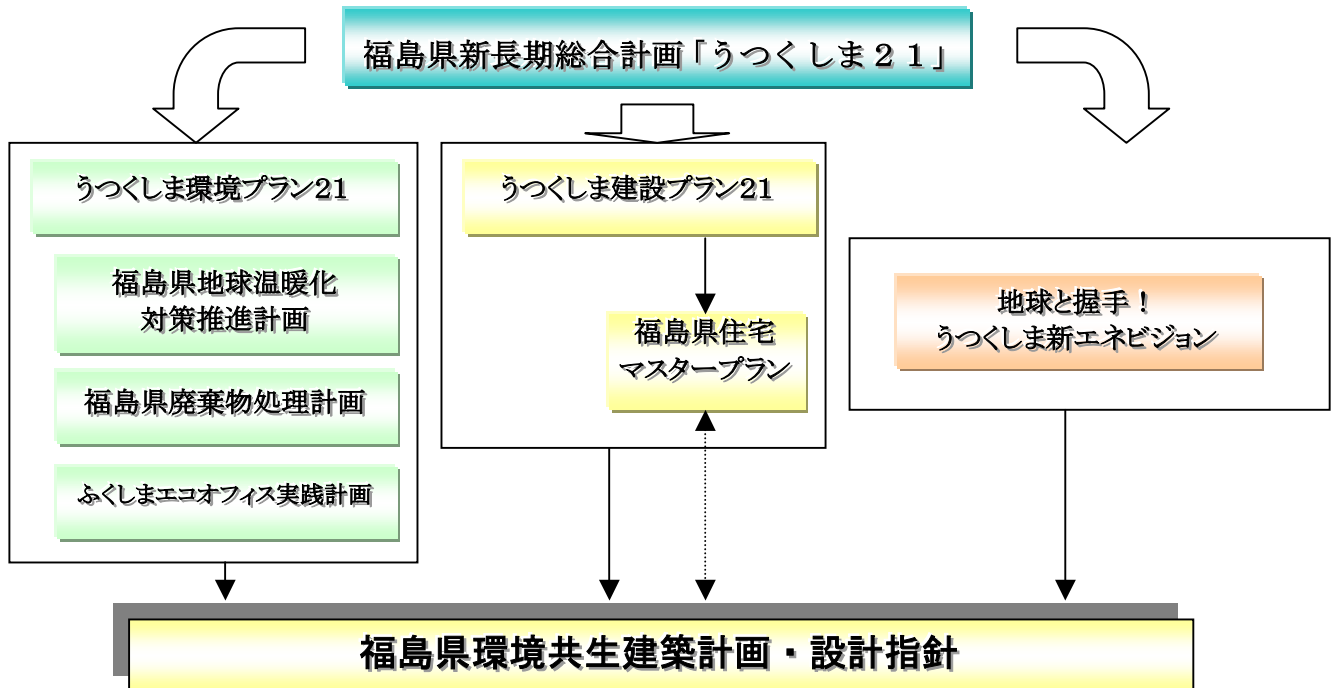 福島県新長期総合計画「うつくしま２１」
うつくしま環境プラン21
福島県地球温暖化
対策推進計画
福島県廃棄物処理計画
ふくしまエコオフィス実践計画
うつくしま建設プラン21
福島県住宅
マスタープラン
地球と握手！
うつくしま新エネビジョン
福島県環境共生建築計画・設計指針